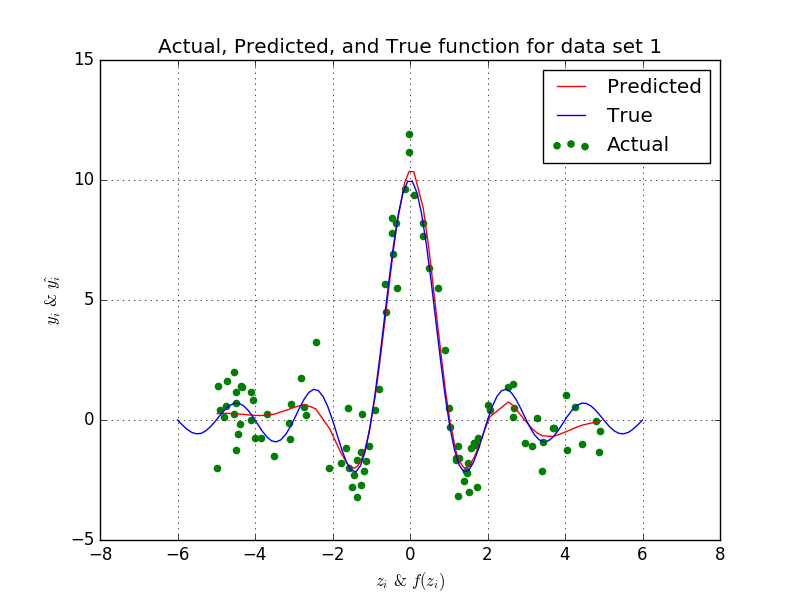 Actual, Predicted, and True function for data set 1
15
Predicted
True
Actual
10
5
0
−5
−8
−6
−4
−2
0
2
4
6
8
y_i & ŷ_i
z_i & f(z_i)